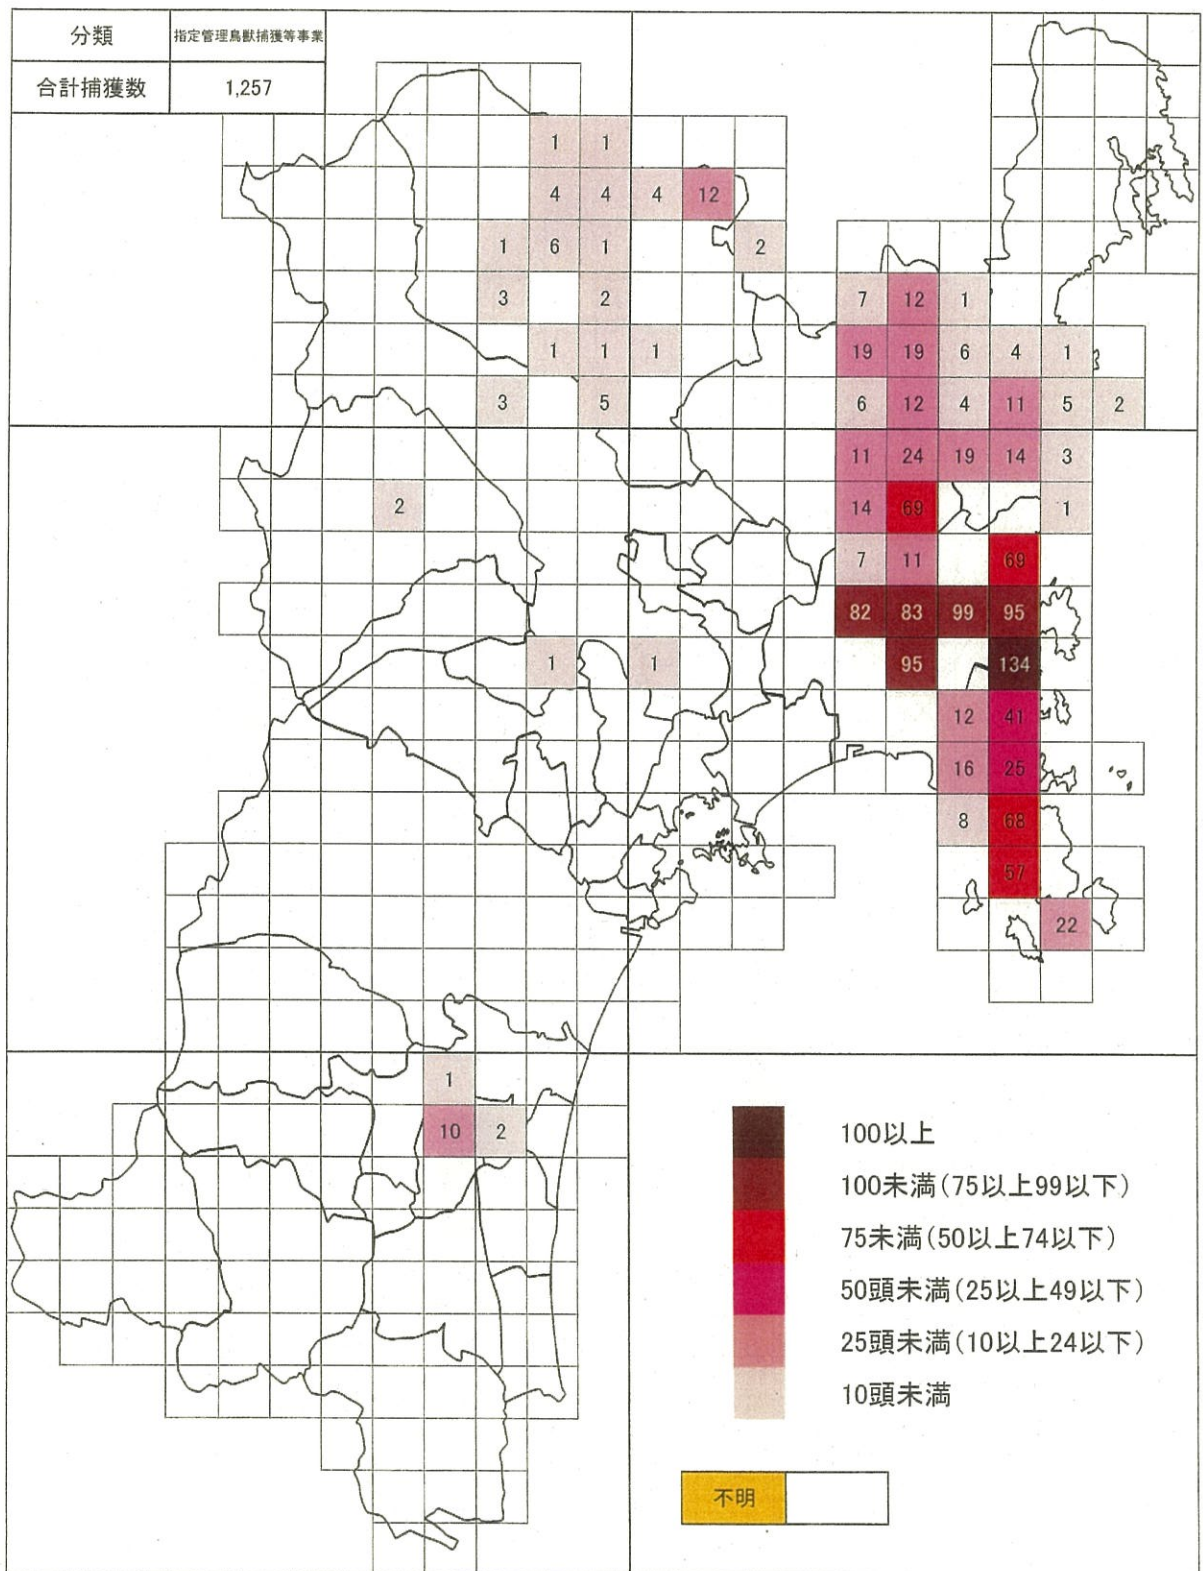 分類 指定管理鳥獣捕獲等事業
合計捕獲数 1,257
1 1
4 4 4 12
1 6 1 2
3 2 7 12 1
1 1 1 19 19 6 4 1
3 5 6 12 4 11 5 2
11 24 19 14 3
2 14 69 1
7 11 69
82 83 99 95
1 1 95 134
12 41
16 25
8 68
57
22
1
10 2
100以上
100未満(75以上99以下)
75未満(50以上74以下)
50頭未満(25以上49以下)
25頭未満(10以上24以下)
10頭未満
不明